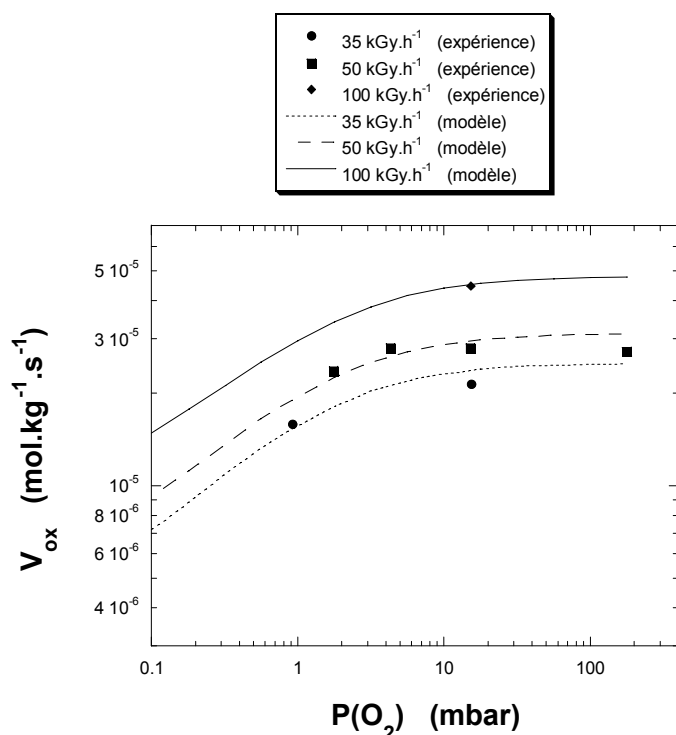 35 kGy.h⁻¹ (expérience)
50 kGy.h⁻¹ (expérience)
100 kGy.h⁻¹ (expérience)
35 kGy.h⁻¹ (modèle)
50 kGy.h⁻¹ (modèle)
100 kGy.h⁻¹ (modèle)
5 10⁻⁵
3 10⁻⁵
10⁻⁵
8 10⁻⁶
6 10⁻⁶
4 10⁻⁶
V_ox (mol.kg⁻¹.s⁻¹)
0.1 1 10 100
P(O₂) (mbar)